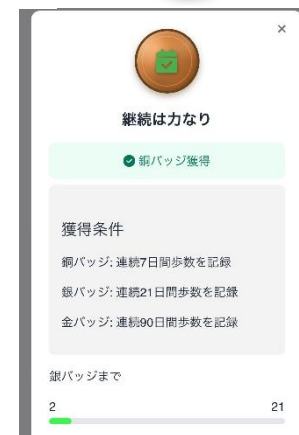 ×
継続は力なり
銅バッジ獲得
獲得条件
銅バッジ: 連続7日間歩数を記録
銀バッジ: 連続21日間歩数を記録
金バッジ: 連続90日間歩数を記録
銀バッジまで
2 21